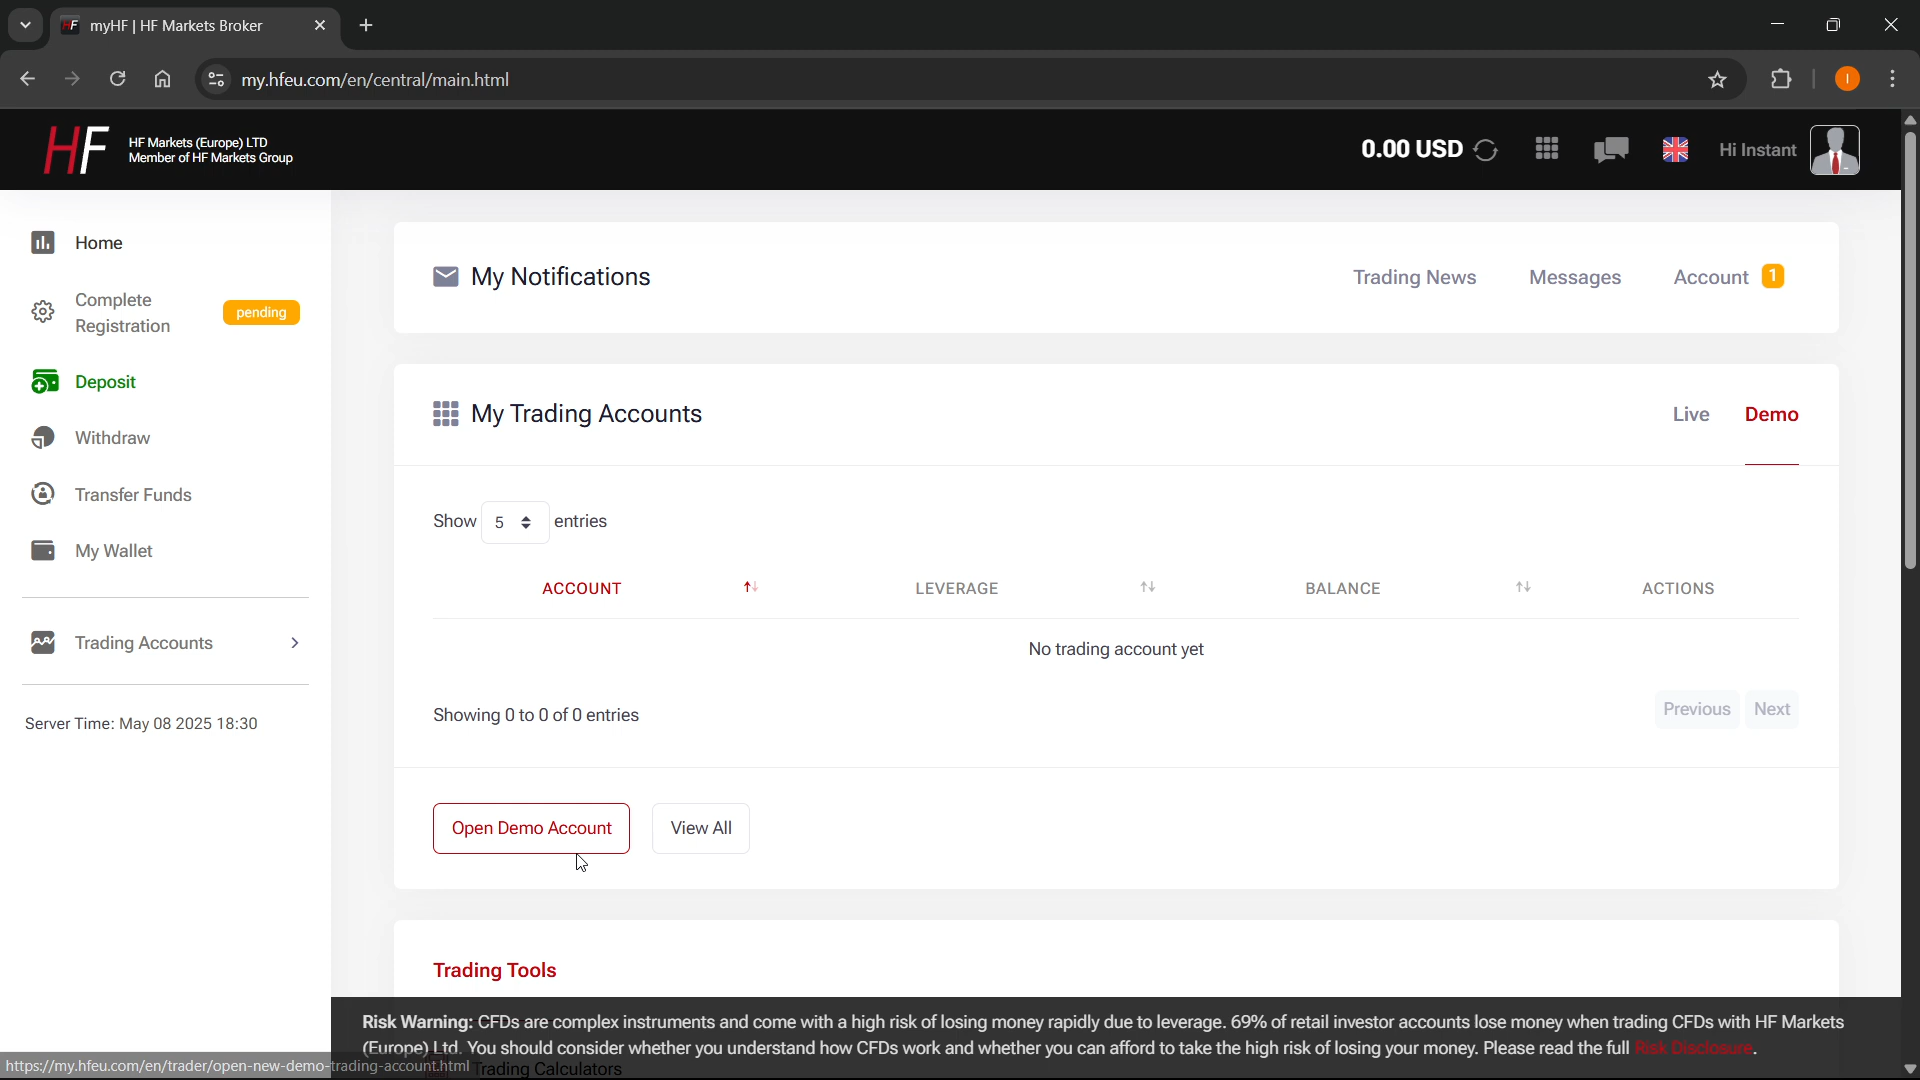 myHF | HF Markets Broker
my.hfeu.com/en/central/main.html
I
HF
HF Markets (Europe) LTD
Member of HF Markets Group
0.00 USD
Hi Instant
Home
Complete
Registration
pending
Deposit
Withdraw
Transfer Funds
My Wallet
Trading Accounts
Server Time: May 08 2025 18:30
My Notifications
Trading News
Messages
Account 1
My Trading Accounts
Live
Demo
Show 5 entries
ACCOUNT
LEVERAGE
BALANCE
ACTIONS
No trading account yet
Showing 0 to 0 of 0 entries
Previous
Next
Open Demo Account
View All
Trading Tools
Risk Warning: CFDs are complex instruments and come with a high risk of losing money rapidly due to leverage. 69% of retail investor accounts lose money when trading CFDs with HF Markets
(Europe) Ltd. You should consider whether you understand how CFDs work and whether you can afford to take the high risk of losing your money. Please read the full Risk Disclosure.
https://my.hfeu.com/en/trader/open-new-demo-trading-account.html
Trading Calculators